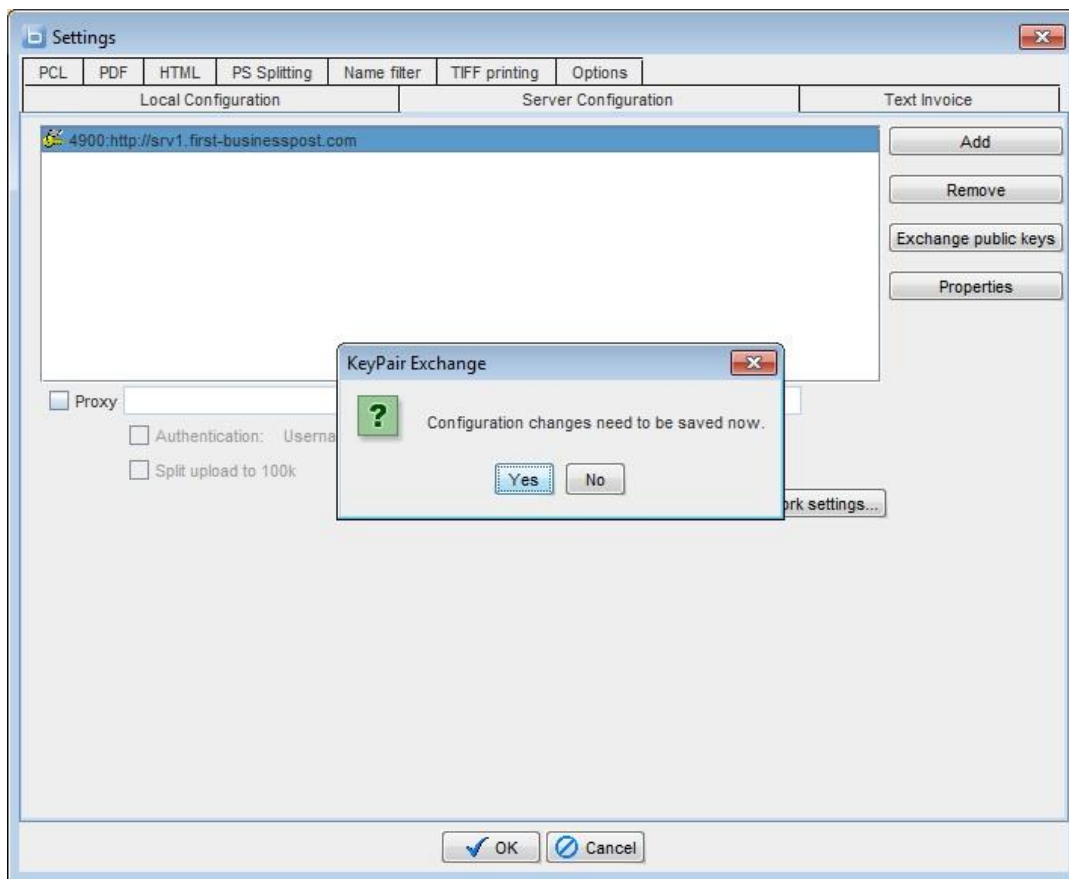 Settings
PCL PDF HTML PS Splitting Name filter TIFF printing Options
Local Configuration Server Configuration Text Invoice
4900:http://srv1.first-businesspost.com
Add
Remove
Exchange public keys
Properties
KeyPair Exchange
Proxy
?
Configuration changes need to be saved now.
Authentication: Userna
Split upload to 100k
Yes No
ork settings...
OK Cancel